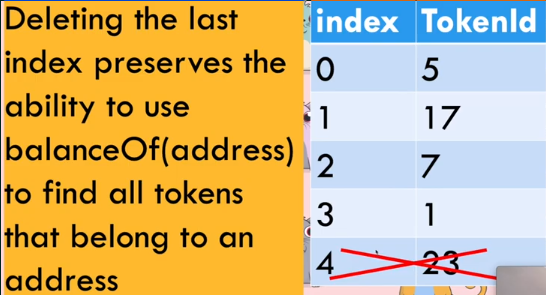 Deleting the last
index preserves the
ability to use
balanceOf(address)
to find all tokens
that belong to an
address
index TokenId
0 5
1 17
2 7
3 1
4 23